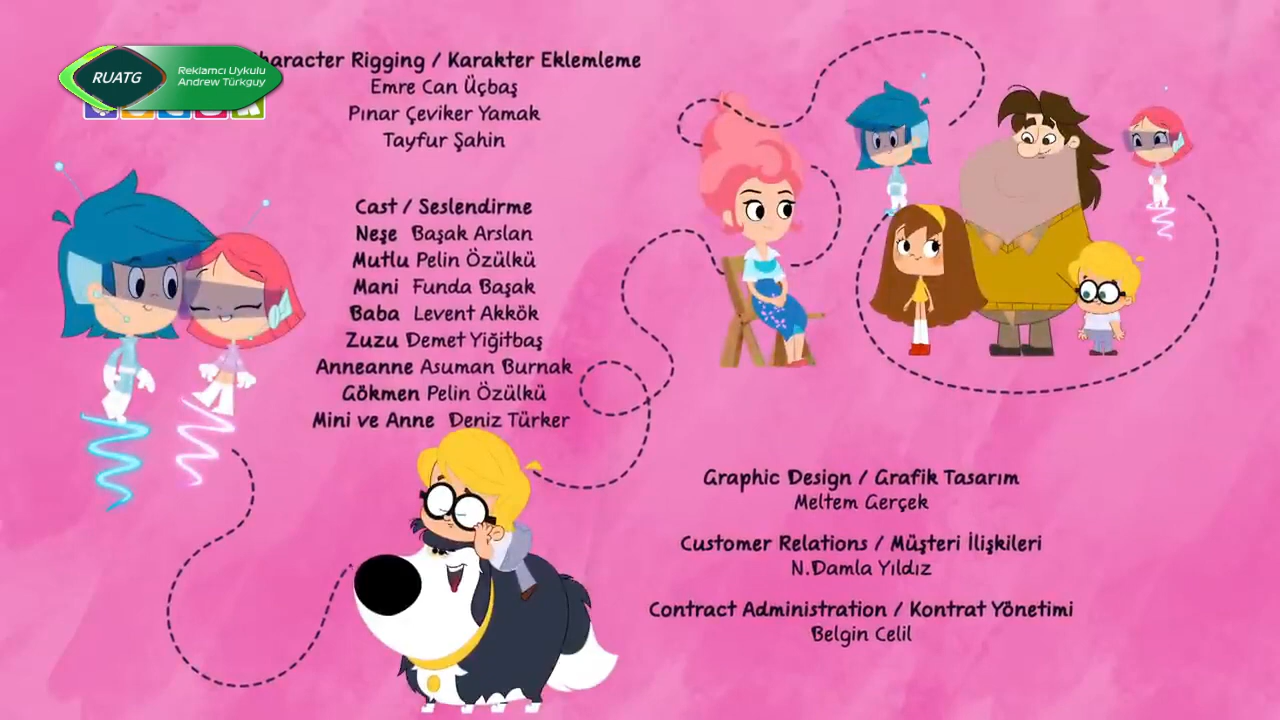 RUATG
Reklamcı Uykulu
Andrew Türkguy
haracter Rigging / Karakter Eklemleme
Emre Can Üçbaş
Pınar Çeviker Yamak
Tayfur Şahin
Cast / Seslendirme
Neşe Başak Arslan
Mutlu Pelin Özülkü
Mani Funda Başak
Baba Levent Akkök
Zuzu Demet Yiğitbaş
Anneanne Asuman Burnak
Gökmen Pelin Özülkü
Mini ve Anne Deniz Türker
Graphic Design / Grafik Tasarım
Meltem Gerçek
Customer Relations / Müşteri İlişkileri
N.Damla Yıldız
Contract Administration / Kontrat Yönetimi
Belgin Celil